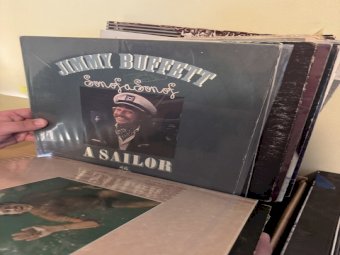 JIMMY BUFFETT
Son of a Son of
A SAILOR